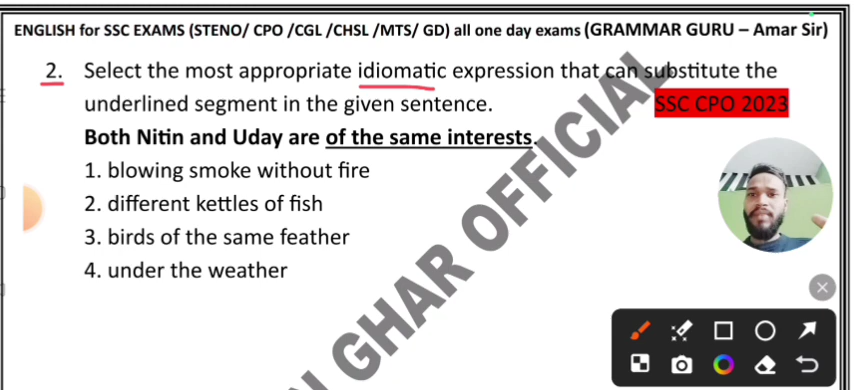 ENGLISH for SSC EXAMS (STENO/ CPO /CGL /CHSL /MTS/ GD) all one day exams (GRAMMAR GURU – Amar Sir)
2. Select the most appropriate idiomatic expression that can substitute the
underlined segment in the given sentence.
SSC CPO 2023
Both Nitin and Uday are of the same interests.
1. blowing smoke without fire
2. different kettles of fish
3. birds of the same feather
4. under the weather
GHAR OFFICIAL